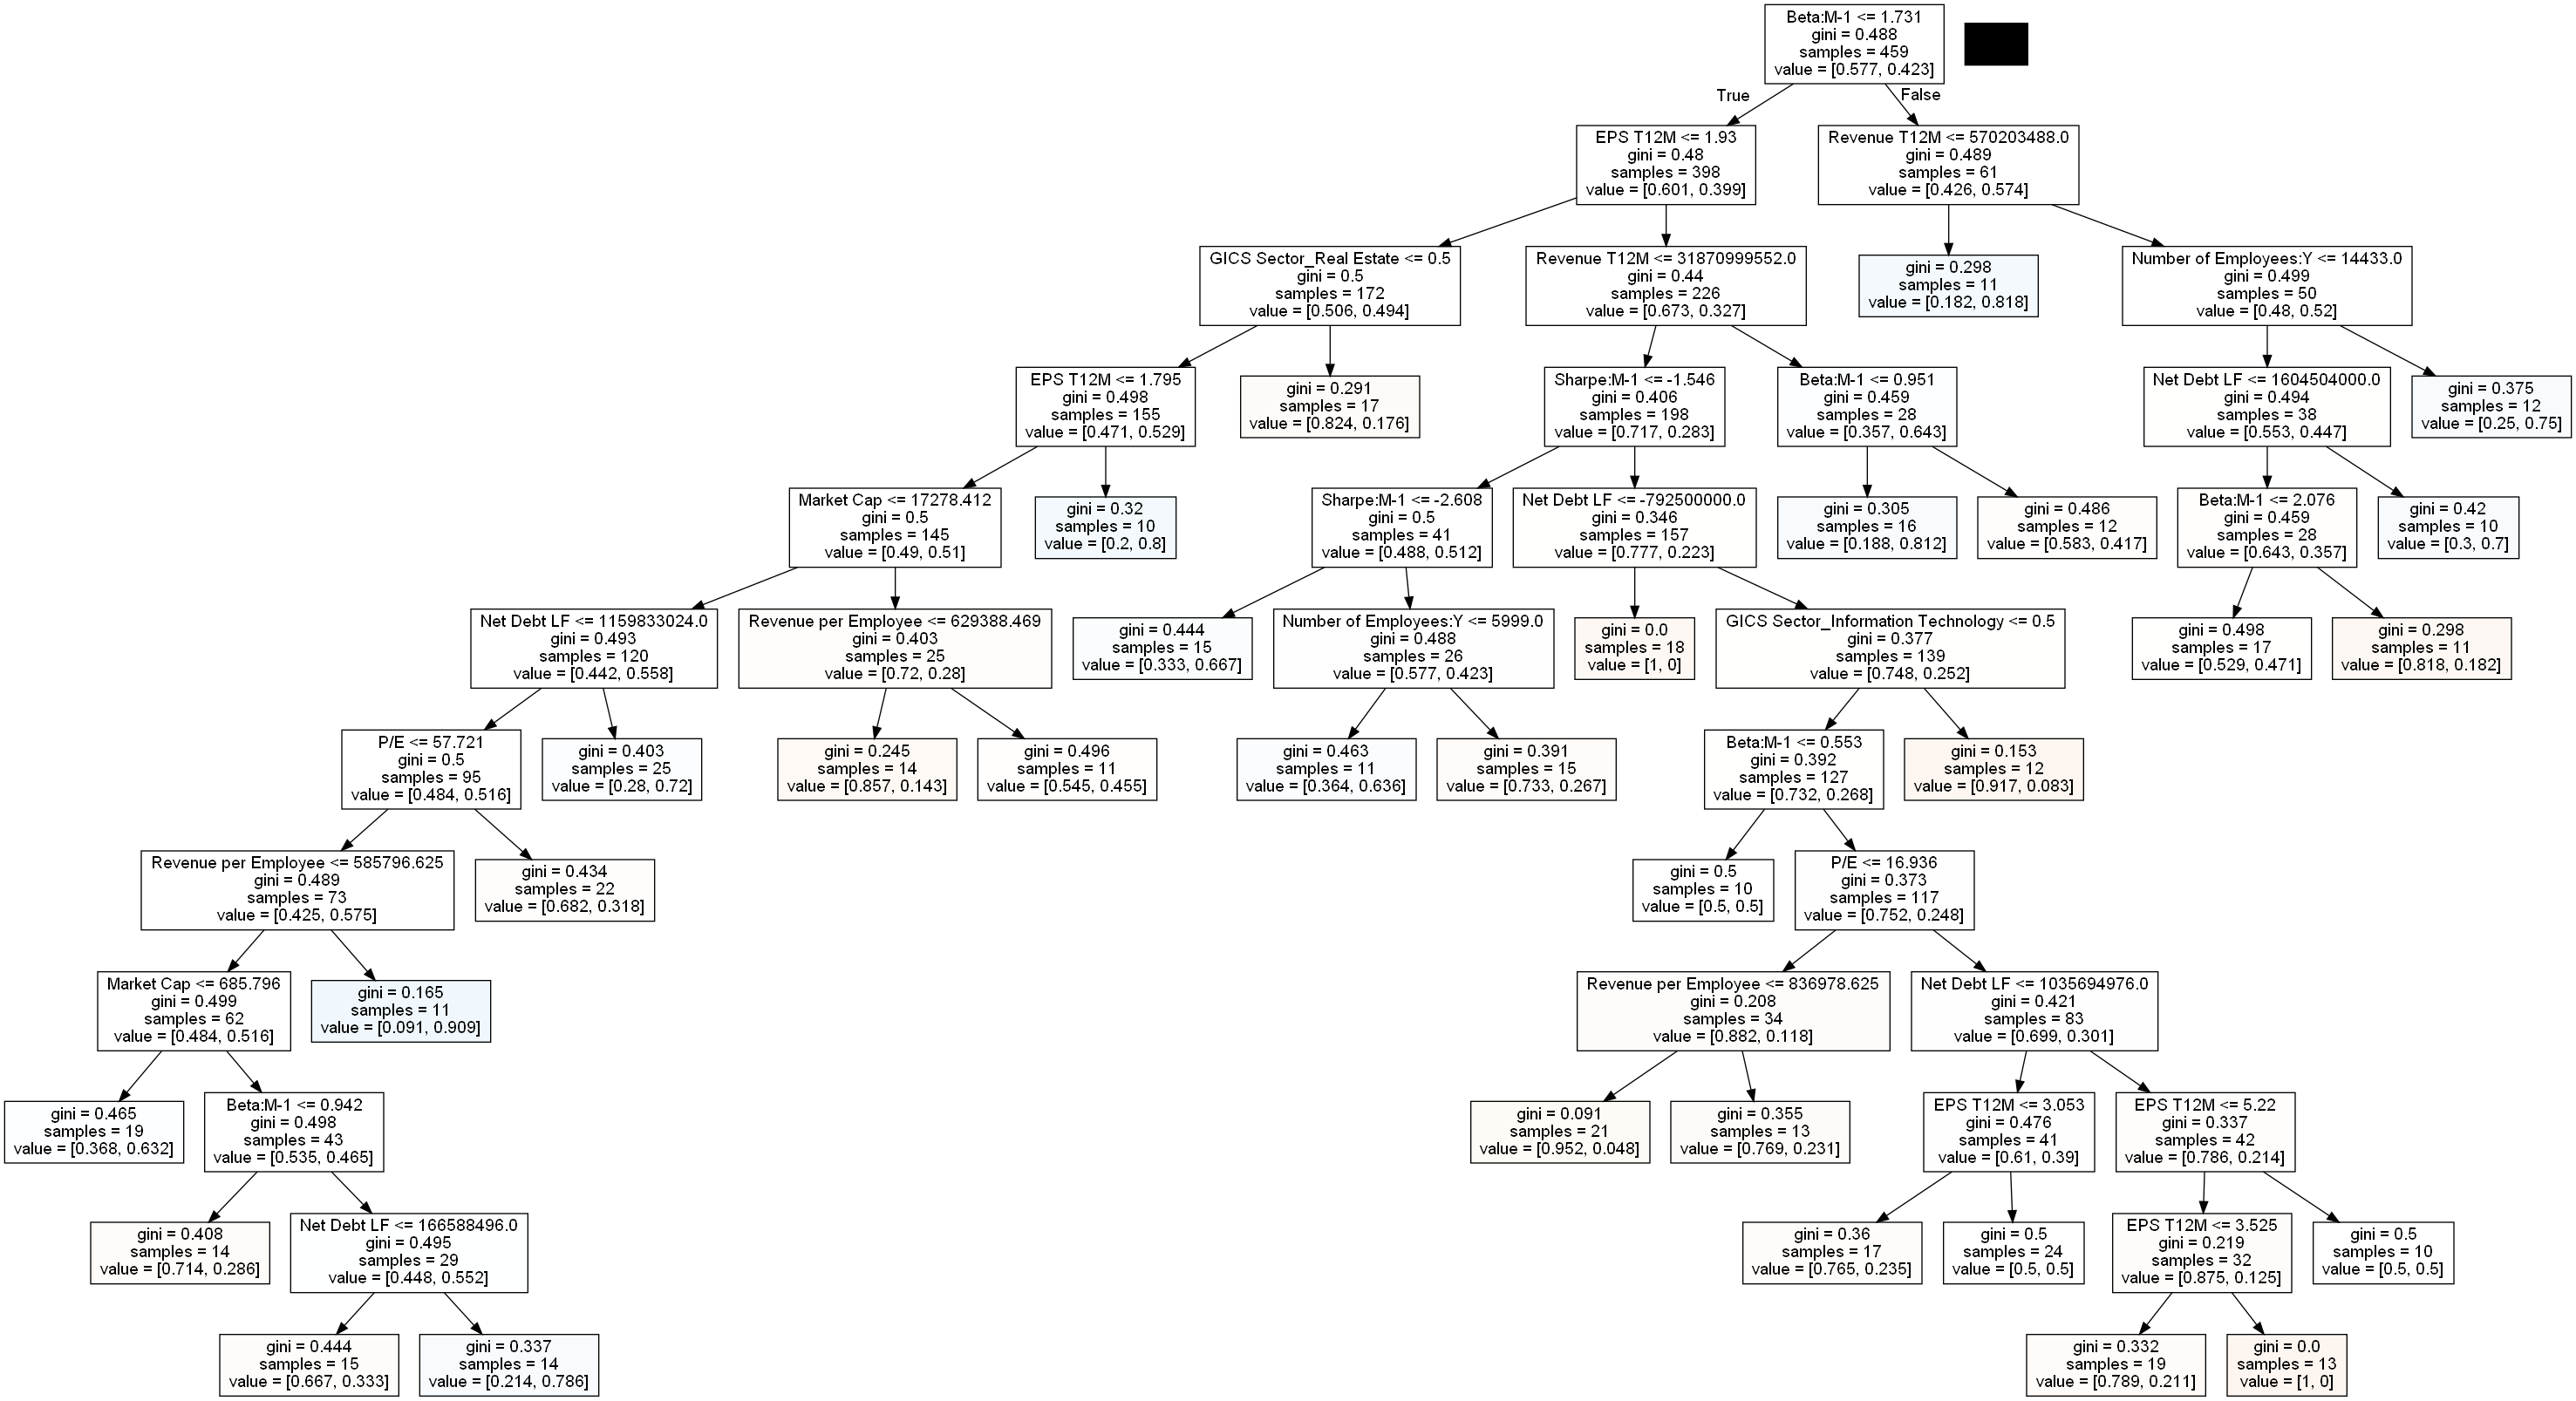 Beta:M-1 <= 1.731
gini = 0.488
samples = 459
value = [0.577, 0.423]
True
False
EPS T12M <= 1.93
gini = 0.48
samples = 398
value = [0.601, 0.399]
Revenue T12M <= 570203488.0
gini = 0.489
samples = 61
value = [0.426, 0.574]
GICS Sector_Real Estate <= 0.5
gini = 0.5
samples = 172
value = [0.506, 0.494]
Revenue T12M <= 31870999552.0
gini = 0.44
samples = 226
value = [0.673, 0.327]
gini = 0.298
samples = 11
value = [0.182, 0.818]
Number of Employees:Y <= 14433.0
gini = 0.499
samples = 50
value = [0.48, 0.52]
EPS T12M <= 1.795
gini = 0.498
samples = 155
value = [0.471, 0.529]
gini = 0.291
samples = 17
value = [0.824, 0.176]
Sharpe:M-1 <= -1.546
gini = 0.406
samples = 198
value = [0.717, 0.283]
Beta:M-1 <= 0.951
gini = 0.459
samples = 28
value = [0.357, 0.643]
Net Debt LF <= 1604504000.0
gini = 0.494
samples = 38
value = [0.553, 0.447]
gini = 0.375
samples = 12
value = [0.25, 0.75]
Market Cap <= 17278.412
gini = 0.5
samples = 145
value = [0.49, 0.51]
gini = 0.32
samples = 10
value = [0.2, 0.8]
Sharpe:M-1 <= -2.608
gini = 0.5
samples = 41
value = [0.488, 0.512]
Net Debt LF <= -792500000.0
gini = 0.346
samples = 157
value = [0.777, 0.223]
gini = 0.305
samples = 16
value = [0.188, 0.812]
gini = 0.486
samples = 12
value = [0.583, 0.417]
Beta:M-1 <= 2.076
gini = 0.459
samples = 28
value = [0.643, 0.357]
gini = 0.42
samples = 10
value = [0.3, 0.7]
Net Debt LF <= 1159833024.0
gini = 0.493
samples = 120
value = [0.442, 0.558]
Revenue per Employee <= 629388.469
gini = 0.403
samples = 25
value = [0.72, 0.28]
gini = 0.444
samples = 15
value = [0.333, 0.667]
Number of Employees:Y <= 5999.0
gini = 0.488
samples = 26
value = [0.577, 0.423]
gini = 0.0
samples = 18
value = [1, 0]
GICS Sector_Information Technology <= 0.5
gini = 0.377
samples = 139
value = [0.748, 0.252]
gini = 0.498
samples = 17
value = [0.529, 0.471]
gini = 0.298
samples = 11
value = [0.818, 0.182]
P/E <= 57.721
gini = 0.5
samples = 95
value = [0.484, 0.516]
gini = 0.403
samples = 25
value = [0.28, 0.72]
gini = 0.245
samples = 14
value = [0.857, 0.143]
gini = 0.496
samples = 11
value = [0.545, 0.455]
gini = 0.463
samples = 11
value = [0.364, 0.636]
gini = 0.391
samples = 15
value = [0.733, 0.267]
Beta:M-1 <= 0.553
gini = 0.392
samples = 127
value = [0.732, 0.268]
gini = 0.153
samples = 12
value = [0.917, 0.083]
Revenue per Employee <= 585796.625
gini = 0.489
samples = 73
value = [0.425, 0.575]
gini = 0.434
samples = 22
value = [0.682, 0.318]
gini = 0.5
samples = 10
value = [0.5, 0.5]
P/E <= 16.936
gini = 0.373
samples = 117
value = [0.752, 0.248]
Market Cap <= 685.796
gini = 0.499
samples = 62
value = [0.484, 0.516]
gini = 0.165
samples = 11
value = [0.091, 0.909]
Revenue per Employee <= 836978.625
gini = 0.208
samples = 34
value = [0.882, 0.118]
Net Debt LF <= 1035694976.0
gini = 0.421
samples = 83
value = [0.699, 0.301]
gini = 0.465
samples = 19
value = [0.368, 0.632]
Beta:M-1 <= 0.942
gini = 0.498
samples = 43
value = [0.535, 0.465]
gini = 0.091
samples = 21
value = [0.952, 0.048]
gini = 0.355
samples = 13
value = [0.769, 0.231]
EPS T12M <= 3.053
gini = 0.476
samples = 41
value = [0.61, 0.39]
EPS T12M <= 5.22
gini = 0.337
samples = 42
value = [0.786, 0.214]
gini = 0.408
samples = 14
value = [0.714, 0.286]
Net Debt LF <= 166588496.0
gini = 0.495
samples = 29
value = [0.448, 0.552]
gini = 0.36
samples = 17
value = [0.765, 0.235]
gini = 0.5
samples = 24
value = [0.5, 0.5]
EPS T12M <= 3.525
gini = 0.219
samples = 32
value = [0.875, 0.125]
gini = 0.5
samples = 10
value = [0.5, 0.5]
gini = 0.444
samples = 15
value = [0.667, 0.333]
gini = 0.337
samples = 14
value = [0.214, 0.786]
gini = 0.332
samples = 19
value = [0.789, 0.211]
gini = 0.0
samples = 13
value = [1, 0]